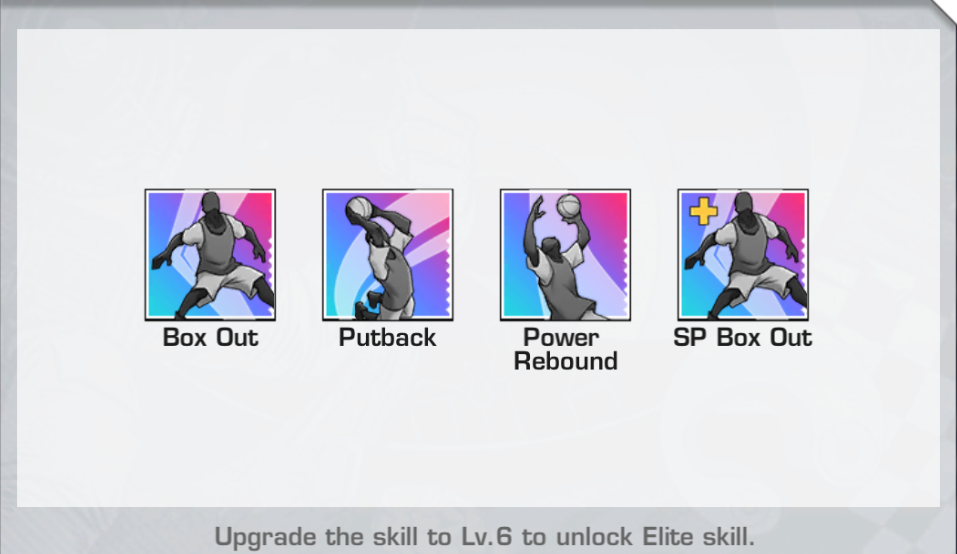 Box Out
Putback
Power
Rebound
SP Box Out
Upgrade the skill to Lv.6 to unlock Elite skill.